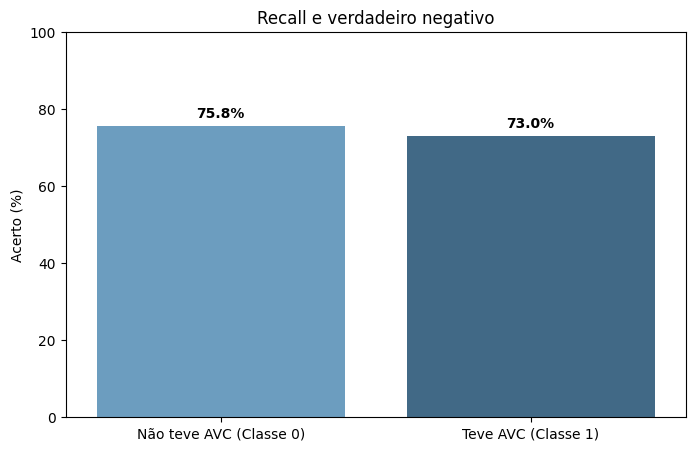 Recall e verdadeiro negativo
100
80
60
40
20
0
Acerto (%)
75.8%
73.0%
Não teve AVC (Classe 0)
Teve AVC (Classe 1)